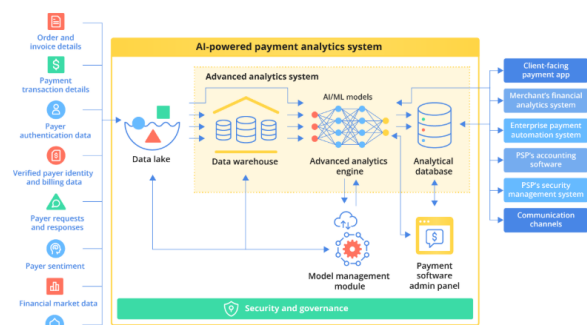 Order and
invoice details
Payment
transaction details
Payer
authentication data
Verified payer identity
and billing data
Payer requests
and responses
Payer sentiment
Financial market data
AI-powered payment analytics system
Advanced analytics system
AI/ML models
Data lake
Data warehouse
Advanced analytics
engine
Analytical
database
Model management
module
Payment
software
admin panel
Security and governance
Client-facing
payment app
Merchant's financial
analytics system
Enterprise payment
automation system
PSP's accounting
software
PSP's security
management system
Communication
channels